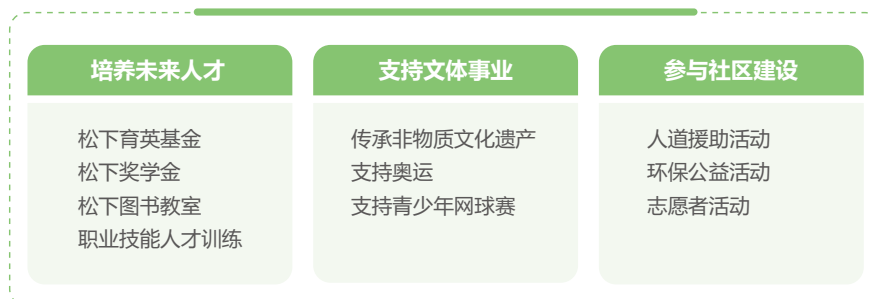 培养未来人才
松下育英基金
松下奖学金
松下图书教室
职业技能人才训练
支持文体事业
传承非物质文化遗产
支持奥运
支持青少年网球赛
参与社区建设
人道援助活动
环保公益活动
志愿者活动